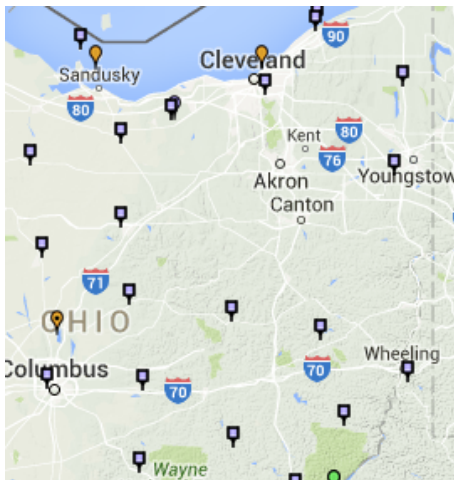 90
Cleveland
Sandusky
80
Kent
80
76
Youngstow
Akron
Canton
71
OHIO
Wheeling
Columbus
70
70
Wayne